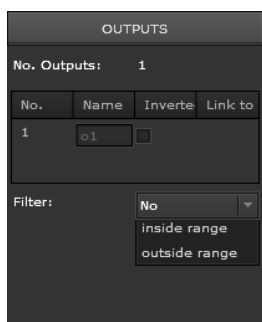 OUTPUTS
No. Outputs: 1
No. Name Inverte Link to
1 o1
Filter: No
inside range
outside range